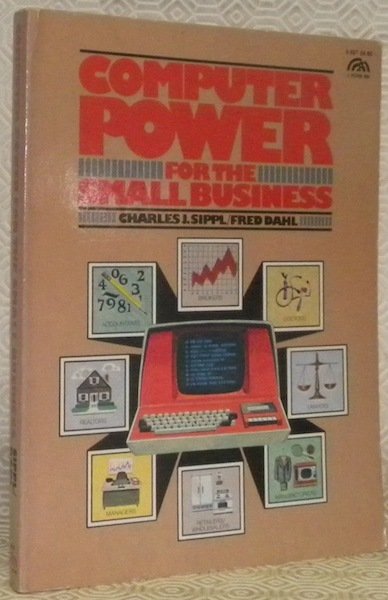 COMPUTER
POWER
FOR THE
SMALL BUSINESS
CHARLES J. SIPPL/FRED DAHL
BROKERS
ACCOUNTANTS
DOCTORS
REALTORS
LAWYERS
MANAGERS
RETAILERS/
WHOLESALERS
MANUFACTURERS